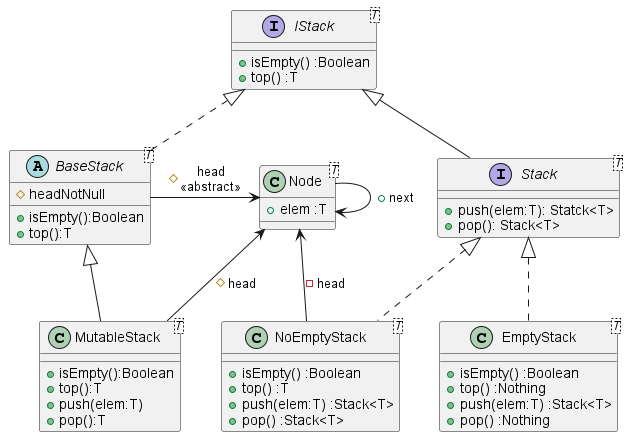 I IStack T
isEmpty() :Boolean
top() :T
A BaseStack T
headNotNull
isEmpty():Boolean
top():T
head
«abstract»
C Node T
elem :T
next
I Stack T
push(elem:T): Statck<T>
pop(): Stack<T>
head
head
C MutableStack T
isEmpty():Boolean
top():T
push(elem:T)
pop():T
C NoEmptyStack T
isEmpty() :Boolean
top() :T
push(elem:T) :Stack<T>
pop() :Stack<T>
C EmptyStack T
isEmpty() :Boolean
top() :Nothing
push(elem:T) :Stack<T>
pop() :Nothing